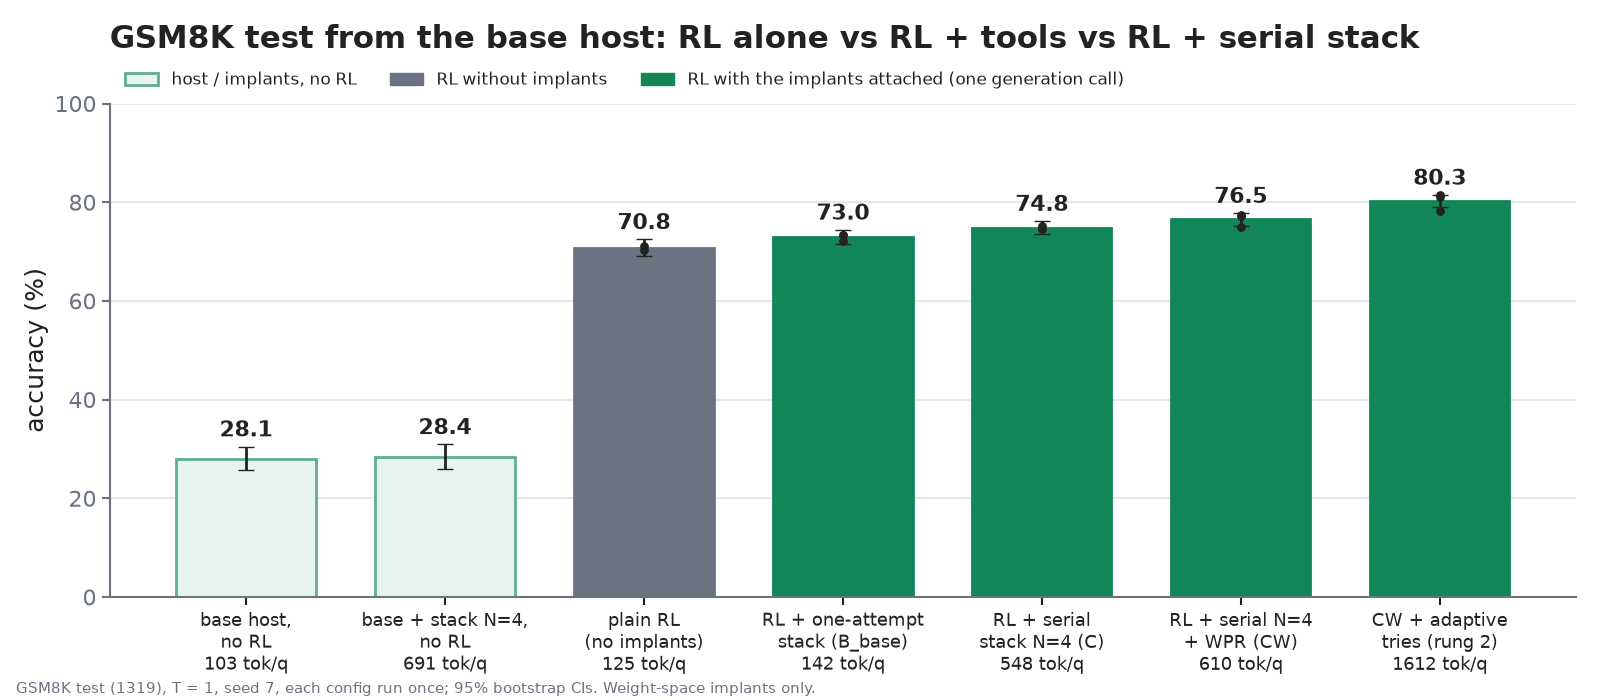 GSM8K test from the base host: RL alone vs RL + tools vs RL + serial stack
host / implants, no RL
RL without implants
RL with the implants attached (one generation call)
accuracy (%)
100
80
60
40
20
0
28.1
28.4
70.8
73.0
74.8
76.5
80.3
base host,
no RL
103 tok/q
base + stack N=4,
no RL
691 tok/q
plain RL
(no implants)
125 tok/q
RL + one-attempt
stack (B_base)
142 tok/q
RL + serial
stack N=4 (C)
548 tok/q
RL + serial N=4
+ WPR (CW)
610 tok/q
CW + adaptive
tries (rung 2)
1612 tok/q
GSM8K test (1319), T = 1, seed 7, each config run once; 95% bootstrap CIs. Weight-space implants only.